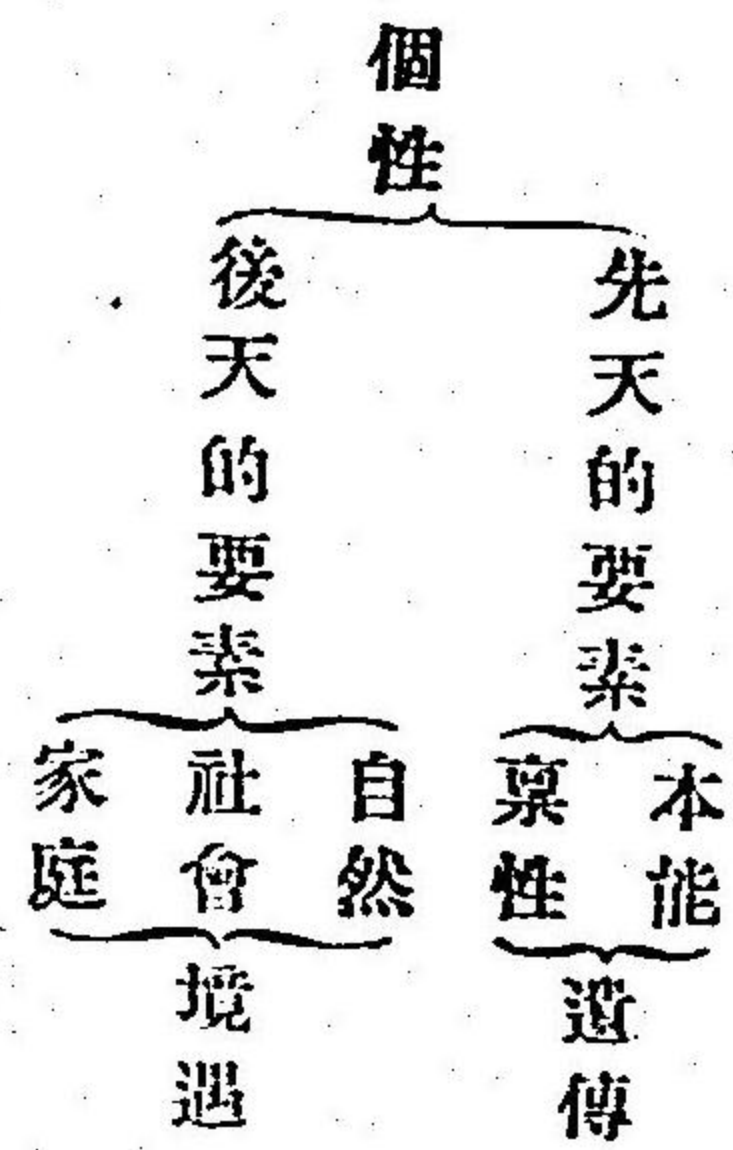 個性
先天的要素
本能
稟性
遺傳
後天的要素
自然
社會
家庭
境遇